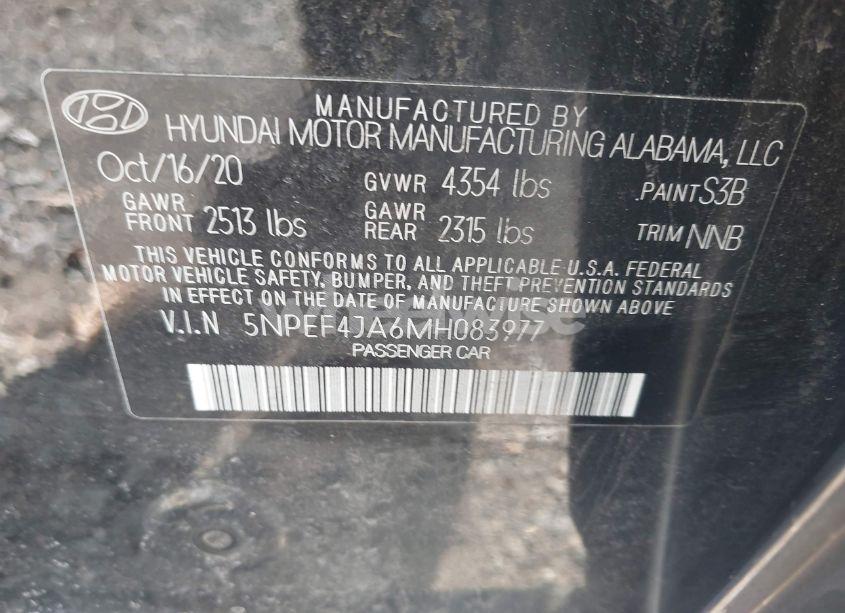 MANUFACTURED BY
HYUNDAI MOTOR MANUFACTURING ALABAMA, LLC
Oct/16/20 GVWR 4354 lbs .PAINT S3B
GAWR FRONT 2513 lbs GAWR REAR 2315 lbs TRIM NNB
THIS VEHICLE CONFORMS TO ALL APPLICABLE U.S.A. FEDERAL
MOTOR VEHICLE SAFETY, BUMPER, AND THEFT PREVENTION STANDARDS
IN EFFECT ON THE DATE OF MANUFACTURE SHOWN ABOVE
V.I.N 5NPEF4JA6MH083977
PASSENGER CAR